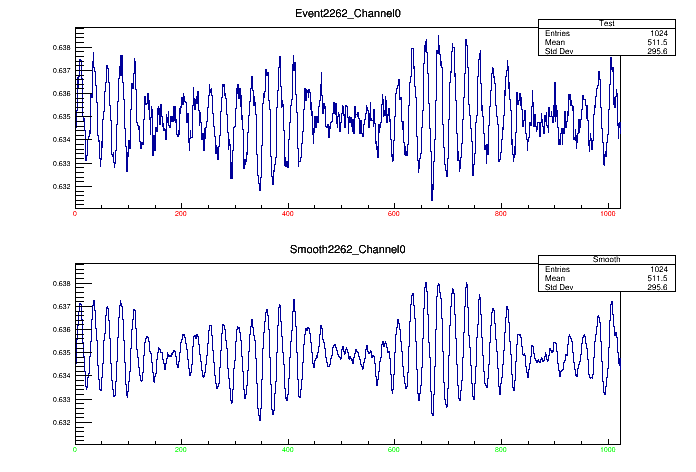 Event2262_Channel0
Test
Entries 1024
Mean 511.5
Std Dev 295.6
0.638
0.637
0.636
0.635
0.634
0.633
0.632
0 200 400 600 800 1000
Smooth2262_Channel0
Smooth
Entries 1024
Mean 511.5
Std Dev 295.6
0.638
0.637
0.636
0.635
0.634
0.633
0.632
0 200 400 600 800 1000